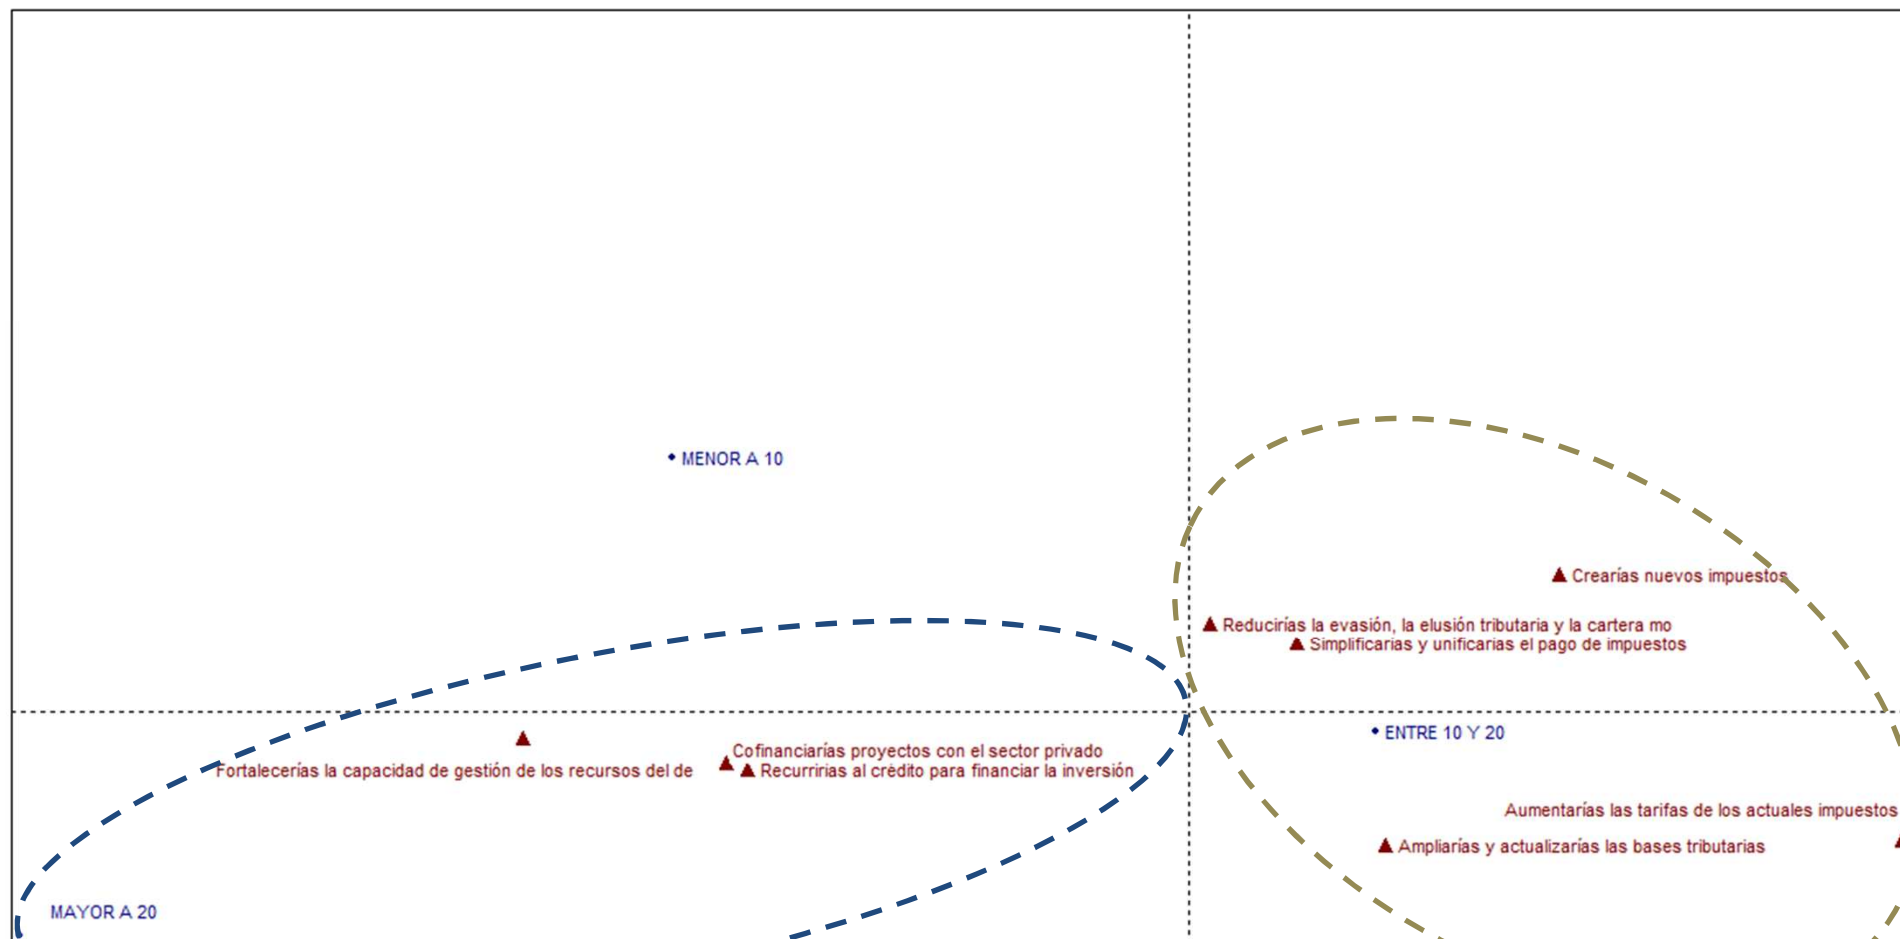 MENOR A 10
Crearías nuevos impuestos
Reducirías la evasión, la elusión tributaria y la cartera mo
Simplificarias y unificarias el pago de impuestos
ENTRE 10 Y 20
Cofinanciarías proyectos con el sector privado
Fortalecerías la capacidad de gestión de los recursos del de
Recurrirías al crédito para financiar la inversión
Aumentarías las tarifas de los actuales impuestos
Ampliarías y actualizarías las bases tributarias
MAYOR A 20